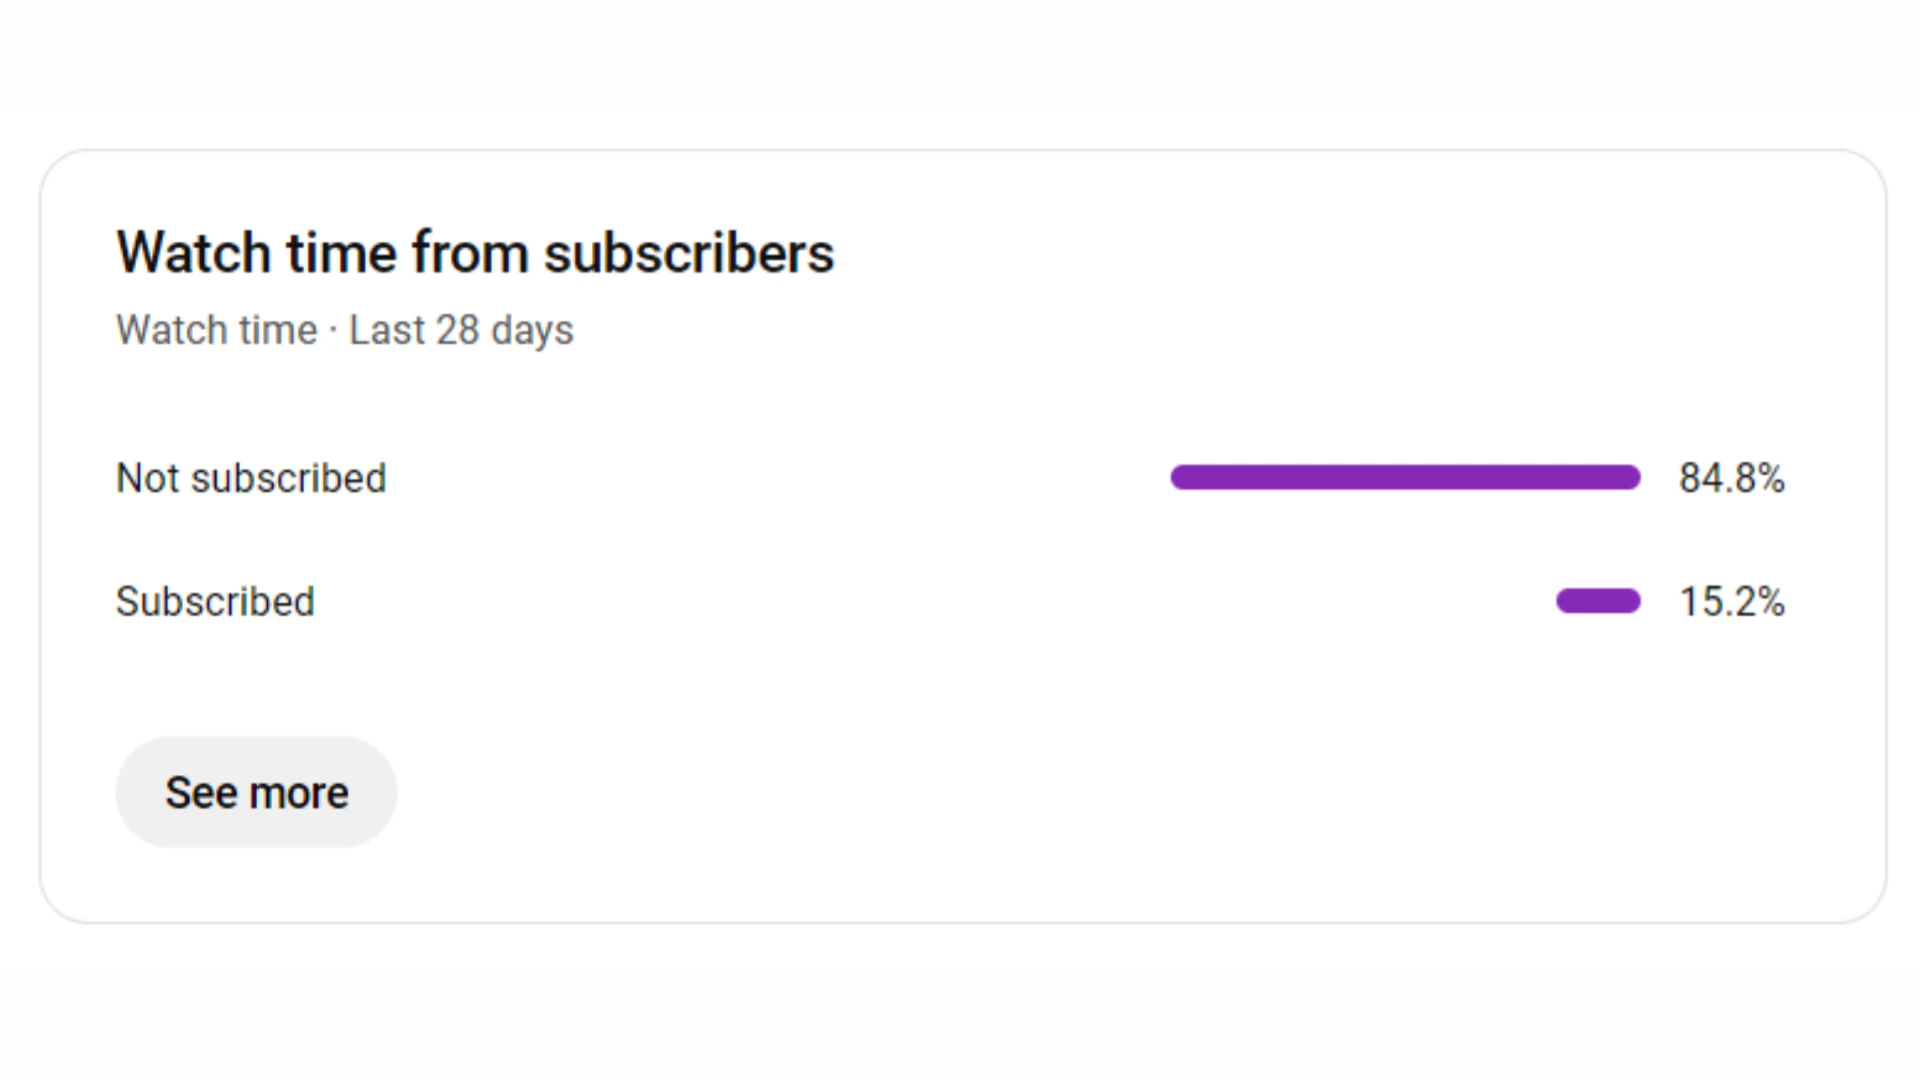 Watch time from subscribers
Watch time · Last 28 days
Not subscribed 84.8%
Subscribed 15.2%
See more